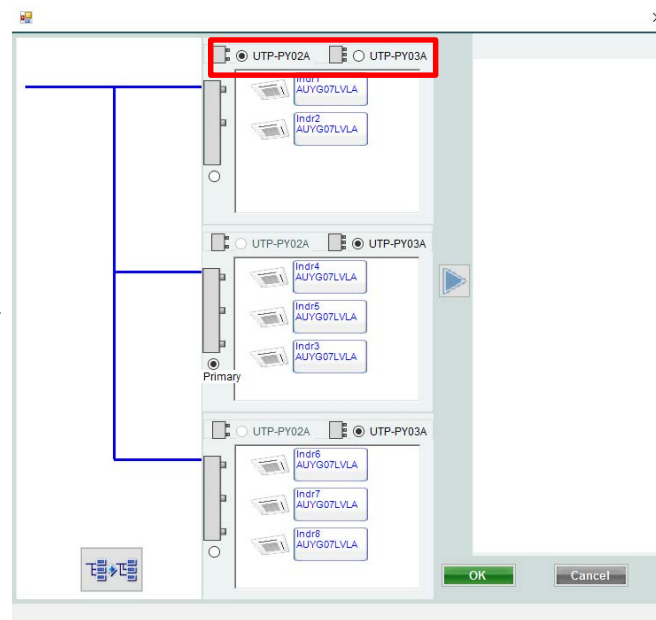 UTP-PY02A UTP-PY03A
Indr1
AUYG07LVLA
Indr2
AUYG07LVLA
UTP-PY02A UTP-PY03A
Indr4
AUYG07LVLA
Indr5
AUYG07LVLA
Indr3
AUYG07LVLA
Primary
UTP-PY02A UTP-PY03A
Indr6
AUYG07LVLA
Indr7
AUYG07LVLA
Indr8
AUYG07LVLA
OK Cancel